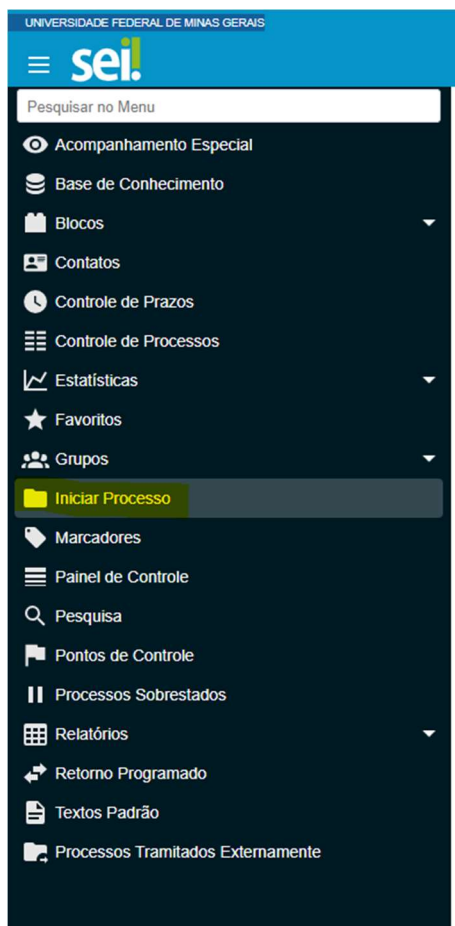 UNIVERSIDADE FEDERAL DE MINAS GERAIS
sei!
Pesquisar no Menu
Acompanhamento Especial
Base de Conhecimento
Blocos
Contatos
Controle de Prazos
Controle de Processos
Estatísticas
Favoritos
Grupos
Iniciar Processo
Marcadores
Painel de Controle
Pesquisa
Pontos de Controle
Processos Sobrestados
Relatórios
Retorno Programado
Textos Padrão
Processos Tramitados Externamente